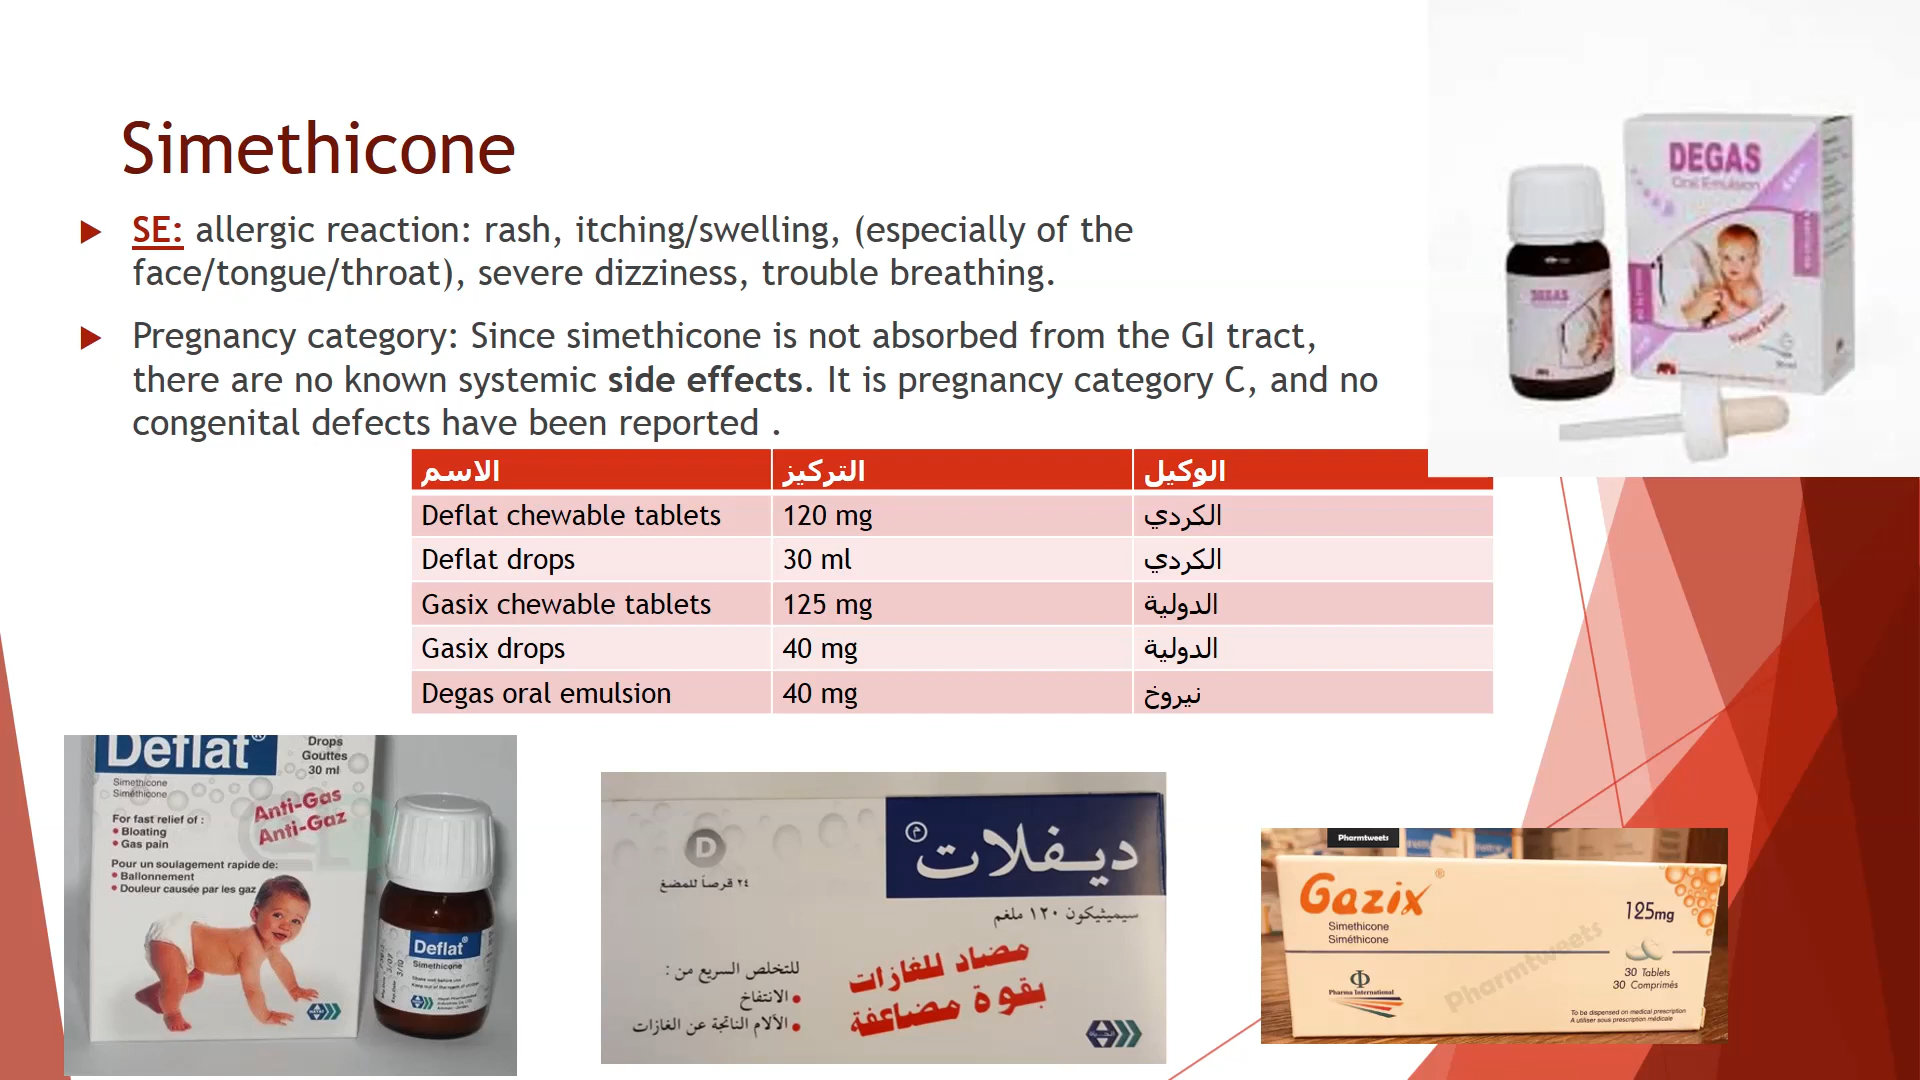 Simethicone
SE: allergic reaction: rash, itching/swelling, (especially of the
face/tongue/throat), severe dizziness, trouble breathing.
Pregnancy category: Since simethicone is not absorbed from the GI tract,
there are no known systemic side effects. It is pregnancy category C, and no
congenital defects have been reported .
الاسم التركيز الوكيل
Deflat chewable tablets 120 mg الكردي
Deflat drops 30 ml الكردي
Gasix chewable tablets 125 mg الدولية
Gasix drops 40 mg الدولية
Degas oral emulsion 40 mg نيروخ
DEGAS
Oral Emulsion
DEGAS
Deflat®
Drops
Gouttes
30 ml
Simethicone
Siméthicone
Anti-Gas
Anti-Gaz
For fast relief of :
• Bloating
• Gas pain
Pour un soulagement rapide de:
• Ballonnement
• Douleur causée par les gaz
Deflat®
Simethicone
ديفلات
D
٢٤ قرصاً للمضغ
سيميثيكون ١٢٠ ملغم
مضاد للغازات
بقوة مضاعفة
للتخلص السريع من :
• الانتفاخ
• الآلام الناتجة عن الغازات
Pharmtweets
Gazix®
125mg
Simethicone
Siméthicone
30 Tablets
30 Comprimés
Pharma International
To be dispensed on medical prescription
A utiliser sous prescription médicale
Pharmtweets